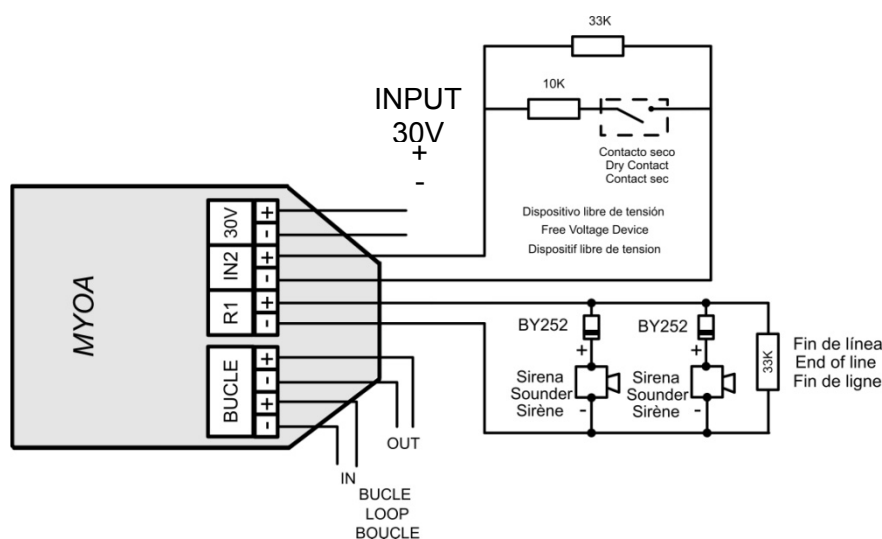 33K
10K
INPUT
30V
+
-
Contacto seco
Dry Contact
Contact sec
Dispositivo libre de tensión
Free Voltage Device
Dispositif libre de tension
MYOA
30V
+
-
IN2
+
-
R1
+
-
BUCLE
+
-
+
-
BY252
BY252
+
+
Sirena
Sounder
Sirène
-
Sirena
Sounder
Sirène
-
33K
Fin de línea
End of line
Fin de ligne
OUT
IN
BUCLE
LOOP
BOUCLE